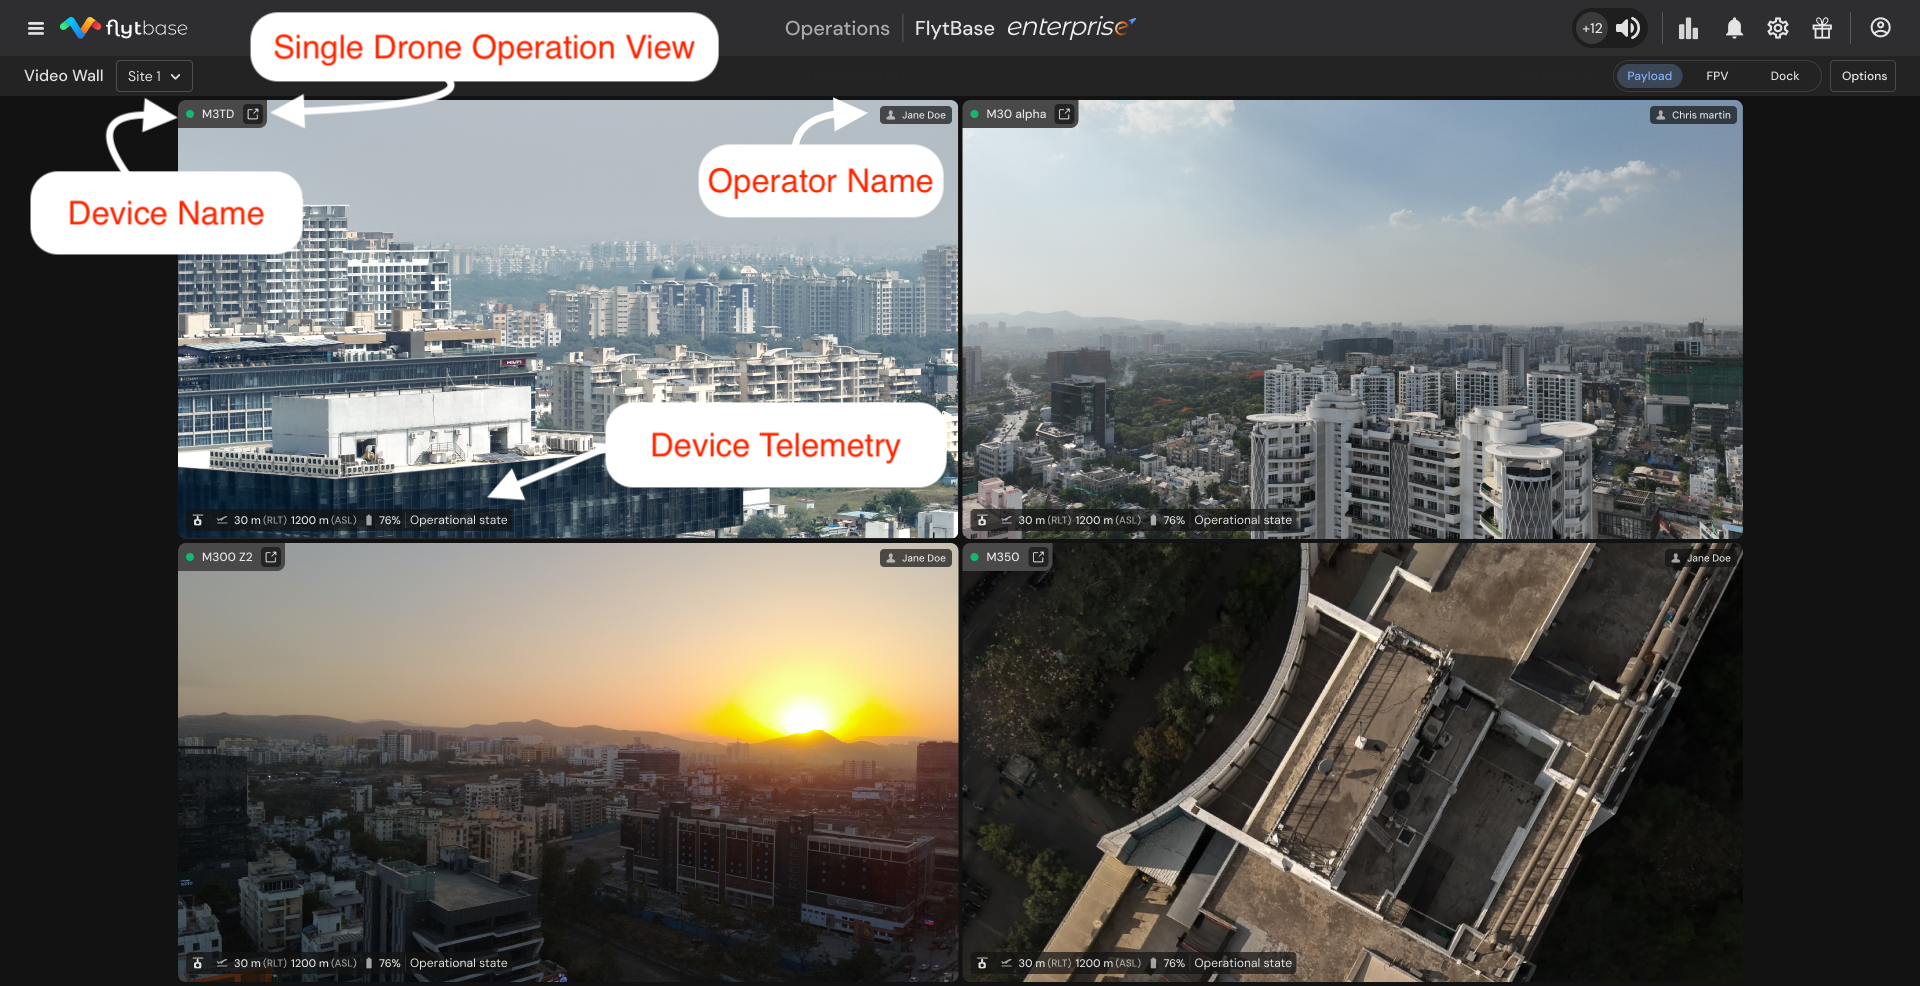 flytbase
Single Drone Operation View
Operations
FlytBase enterprise
+12
Video Wall
Site 1
Payload
FPV
Dock
Options
M3TD
Jane Doe
M30 alpha
Chris martin
Device Name
Operator Name
Device Telemetry
30 m (RLT) 1200 m (ASL) 76% Operational state
30 m (RLT) 1200 m (ASL) 76% Operational state
M300 Z2
Jane Doe
M350
Jane Doe
30 m (RLT) 1200 m (ASL) 76% Operational state
30 m (RLT) 1200 m (ASL) 76% Operational state